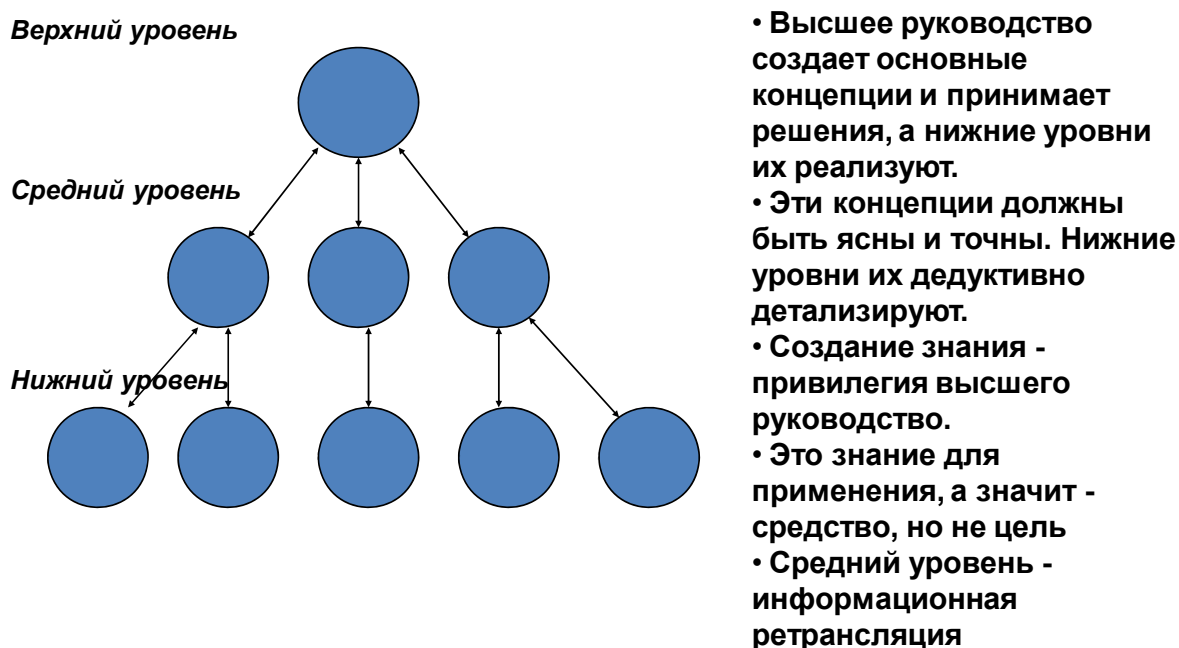 Верхний уровень
Средний уровень
Нижний уровень
• Высшее руководство
создает основные
концепции и принимает
решения, а нижние уровни
их реализуют.
• Эти концепции должны
быть ясны и точны. Нижние
уровни их дедуктивно
детализируют.
• Создание знания -
привилегия высшего
руководство.
• Это знание для
применения, а значит -
средство, но не цель
• Средний уровень -
информационная
ретрансляция